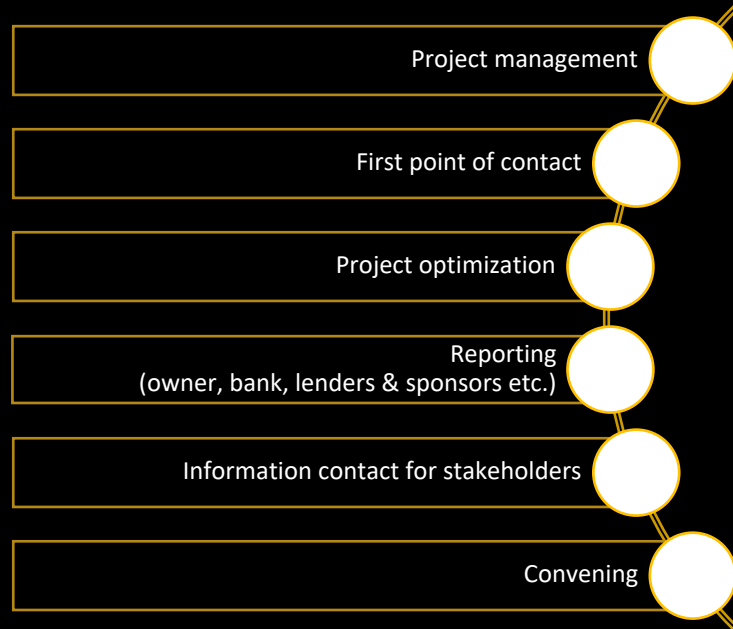 Project management
First point of contact
Project optimization
Reporting
(owner, bank, lenders & sponsors etc.)
Information contact for stakeholders
Convening